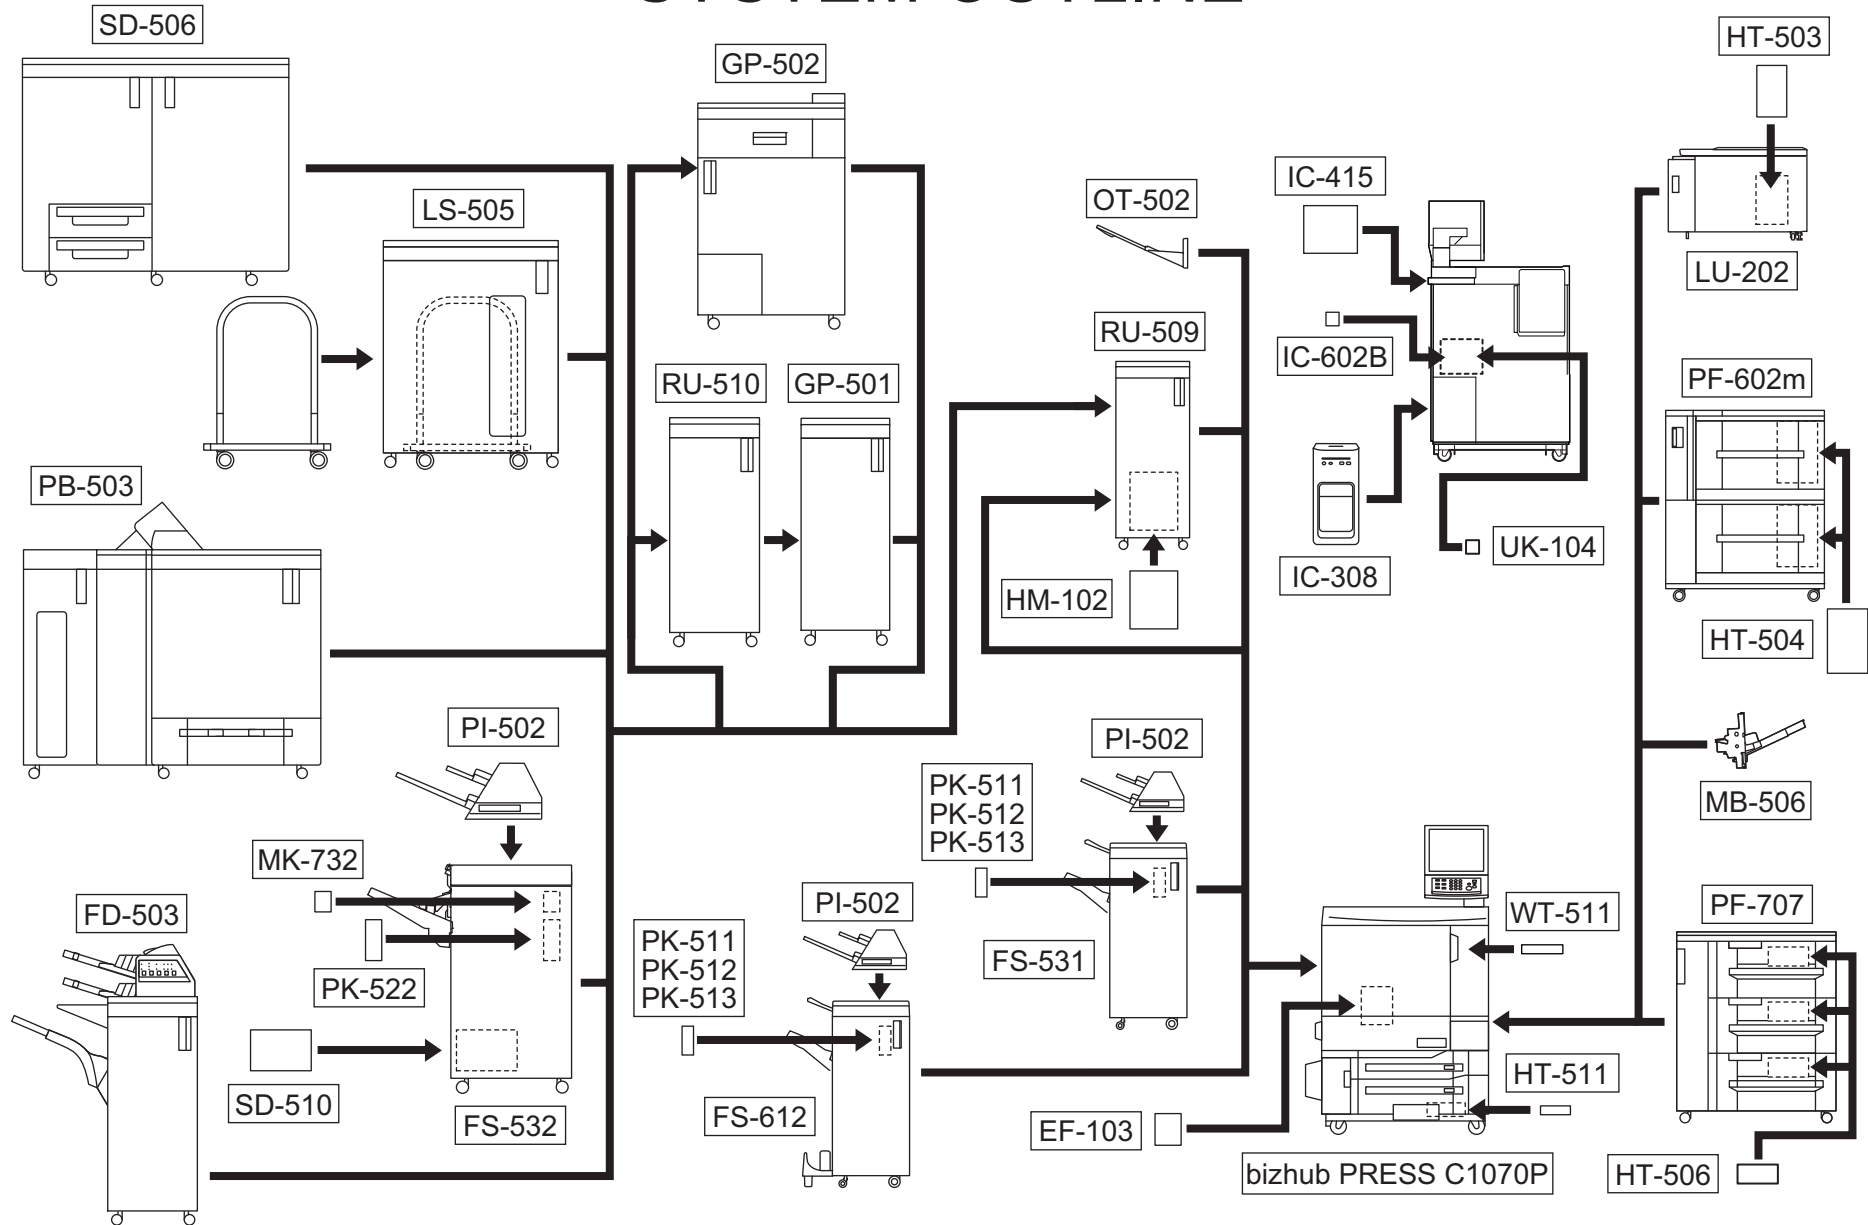 SYSTEM OUTLINE
SD-506
GP-502
HT-503
LS-505
OT-502
IC-415
LU-202
RU-509
IC-602B
RU-510
GP-501
PF-602m
PB-503
UK-104
IC-308
HM-102
HT-504
PI-502
PI-502
PK-511
PK-512
PK-513
MB-506
MK-732
FD-503
PI-502
PF-707
WT-511
PK-511
PK-512
PK-513
FS-531
PK-522
HT-511
SD-510
FS-532
FS-612
EF-103
bizhub PRESS C1070P
HT-506